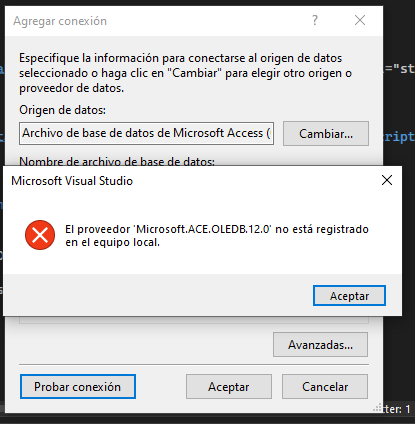 Agregar conexión
?
Especifique la información para conectarse al origen de datos
seleccionado o haga clic en "Cambiar" para elegir otro origen o
proveedor de datos.
="st
Origen de datos:
Archivo de base de datos de Microsoft Access (
Cambiar...
cript
Nombre de archivo de base de datos:
Microsoft Visual Studio
El proveedor 'Microsoft.ACE.OLEDB.12.0' no está registrado
en el equipo local.
Aceptar
Avanzadas...
Probar conexión
Aceptar
Cancelar
ter: 1